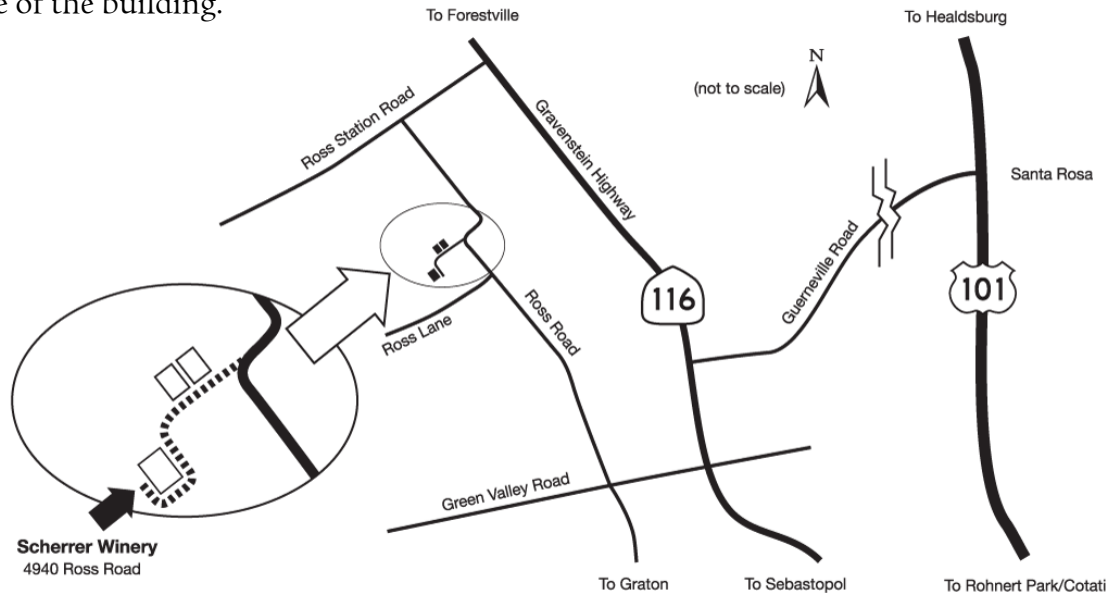 e of the building.
To Forestville
To Healdsburg
N
(not to scale)
Ross Station Road
Gravenstein Highway
Santa Rosa
Guerneville Road
116
101
Ross Lane
Ross Road
Green Valley Road
Scherrer Winery
4940 Ross Road
To Graton
To Sebastopol
To Rohnert Park/Cotati